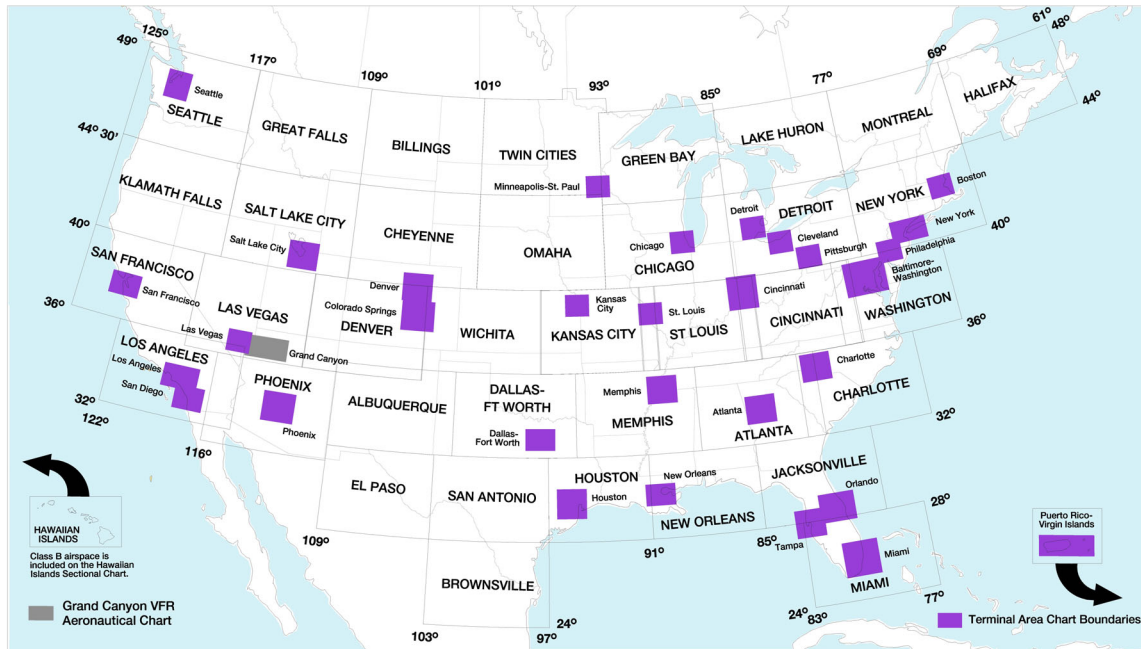 125°
49°
117°
109°
101°
93°
85°
77°
69°
61°
48°
44°
Seattle
SEATTLE
GREAT FALLS
BILLINGS
TWIN CITIES
GREEN BAY
LAKE HURON
MONTREAL
HALIFAX
44° 30'
Minneapolis-St. Paul
KLAMATH FALLS
SALT LAKE CITY
CHEYENNE
OMAHA
Chicago
CHICAGO
Detroit
DETROIT
Cleveland
Pittsburgh
NEW YORK
Boston
New York
Philadelphia
Baltimore-
Washington
40°
40°
Salt Lake City
SAN FRANCISCO
San Francisco
36°
LAS VEGAS
Denver
Colorado Springs
DENVER
WICHITA
Kansas
City
KANSAS CITY
St. Louis
ST LOUIS
Cincinnati
CINCINNATI
WASHINGTON
36°
Las Vegas
Grand Canyon
LOS ANGELES
Los Angeles
San Diego
32°
122°
116°
PHOENIX
Phoenix
ALBUQUERQUE
DALLAS-
FT WORTH
Dallas-
Fort Worth
Memphis
MEMPHIS
Atlanta
ATLANTA
Charlotte
CHARLOTTE
32°
EL PASO
109°
SAN ANTONIO
HOUSTON
Houston
New Orleans
NEW ORLEANS
91°
JACKSONVILLE
Orlando
28°
85°
Tampa
Miami
MIAMI
24°
83°
77°
BROWNSVILLE
103°
97°
24°
HAWAIIAN
ISLANDS
Class B airspace is
included on the Hawaiian
Islands Sectional Chart.
Grand Canyon VFR
Aeronautical Chart
Puerto Rico-
Virgin Islands
Terminal Area Chart Boundaries